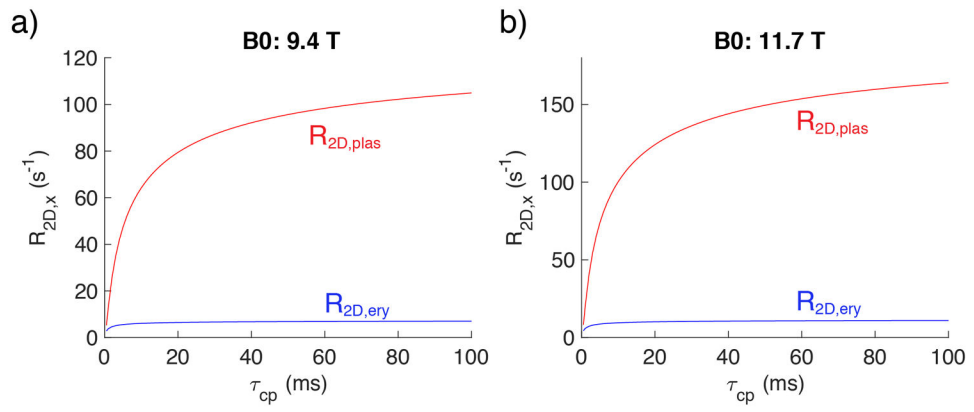 a)
B0: 9.4 T
R2D,x (s-1)
120
100
80
60
40
20
0
R2D,plas
R2D,ery
0 20 40 60 80 100
τcp (ms)
b)
B0: 11.7 T
R2D,x (s-1)
150
100
50
0
R2D,plas
R2D,ery
0 20 40 60 80 100
τcp (ms)